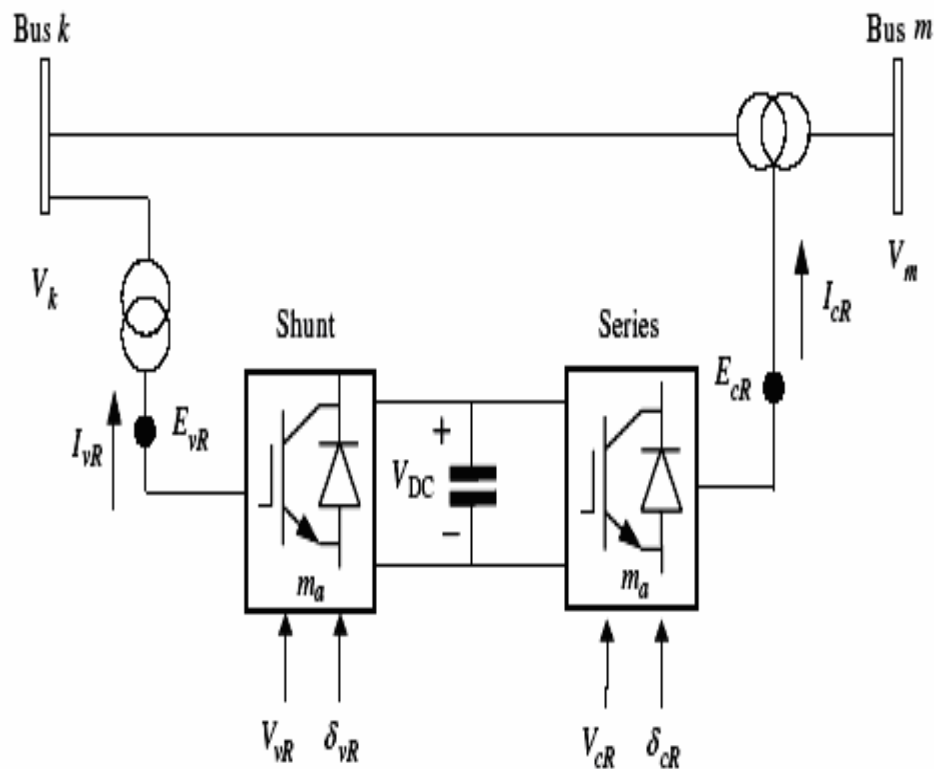 Bus k
Bus m
V_k
V_m
Shunt
Series
I_vR
E_vR
I_cR
E_cR
+
V_DC
−
m_a
m_a
V_vR
δ_vR
V_cR
δ_cR